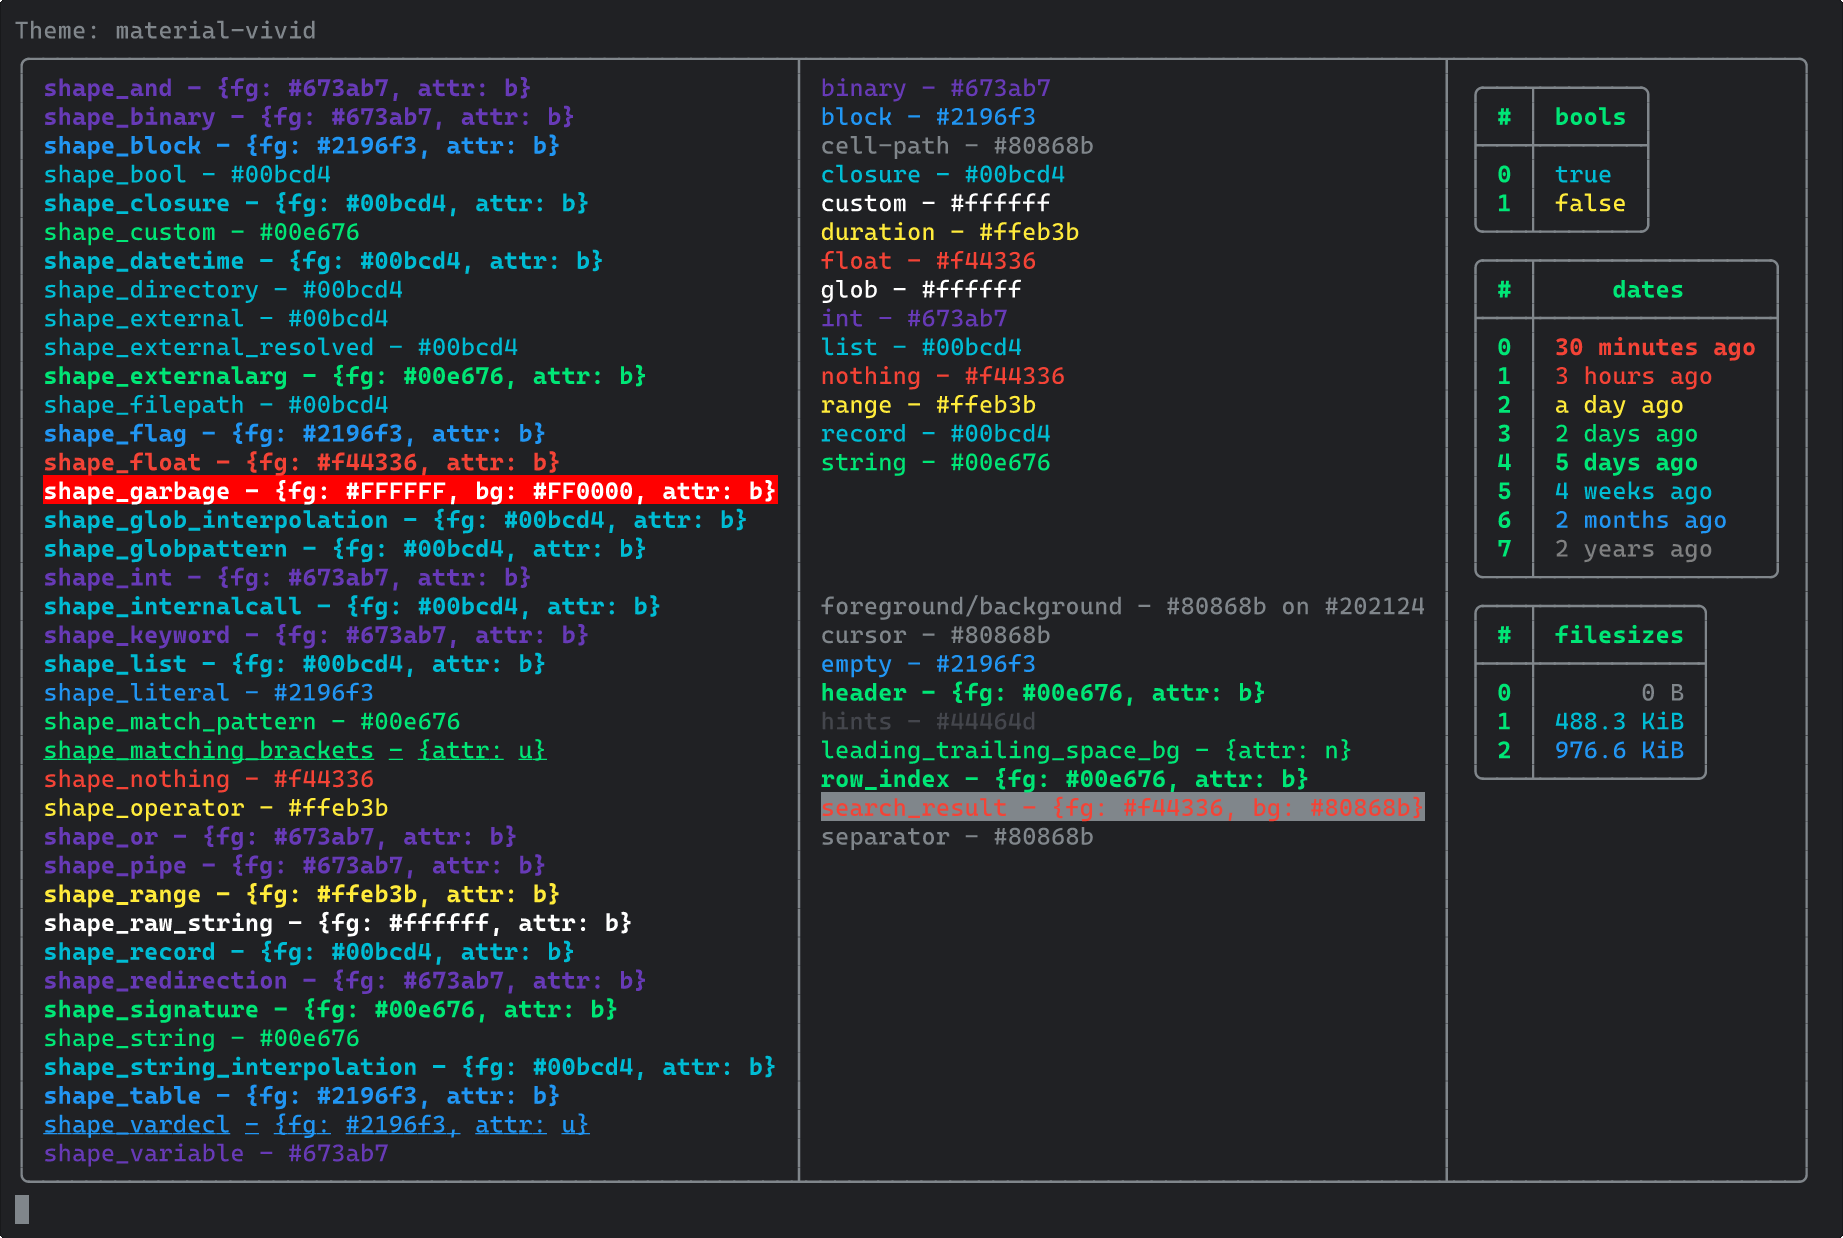 Theme: material-vivid
shape_and - {fg: #673ab7, attr: b}
shape_binary - {fg: #673ab7, attr: b}
shape_block - {fg: #2196f3, attr: b}
shape_bool - #00bcd4
shape_closure - {fg: #00bcd4, attr: b}
shape_custom - #00e676
shape_datetime - {fg: #00bcd4, attr: b}
shape_directory - #00bcd4
shape_external - #00bcd4
shape_external_resolved - #00bcd4
shape_externalarg - {fg: #00e676, attr: b}
shape_filepath - #00bcd4
shape_flag - {fg: #2196f3, attr: b}
shape_float - {fg: #f44336, attr: b}
shape_garbage - {fg: #FFFFFF, bg: #FF0000, attr: b}
shape_glob_interpolation - {fg: #00bcd4, attr: b}
shape_globpattern - {fg: #00bcd4, attr: b}
shape_int - {fg: #673ab7, attr: b}
shape_internalcall - {fg: #00bcd4, attr: b}
shape_keyword - {fg: #673ab7, attr: b}
shape_list - {fg: #00bcd4, attr: b}
shape_literal - #2196f3
shape_match_pattern - #00e676
shape_matching_brackets - {attr: u}
shape_nothing - #f44336
shape_operator - #ffeb3b
shape_or - {fg: #673ab7, attr: b}
shape_pipe - {fg: #673ab7, attr: b}
shape_range - {fg: #ffeb3b, attr: b}
shape_raw_string - {fg: #ffffff, attr: b}
shape_record - {fg: #00bcd4, attr: b}
shape_redirection - {fg: #673ab7, attr: b}
shape_signature - {fg: #00e676, attr: b}
shape_string - #00e676
shape_string_interpolation - {fg: #00bcd4, attr: b}
shape_table - {fg: #2196f3, attr: b}
shape_vardecl - {fg: #2196f3, attr: u}
shape_variable - #673ab7
binary - #673ab7
block - #2196f3
cell-path - #80868b
closure - #00bcd4
custom - #ffffff
duration - #ffeb3b
float - #f44336
glob - #ffffff
int - #673ab7
list - #00bcd4
nothing - #f44336
range - #ffeb3b
record - #00bcd4
string - #00e676
foreground/background - #80868b on #202124
cursor - #80868b
empty - #2196f3
header - {fg: #00e676, attr: b}
hints - #44464d
leading_trailing_space_bg - {attr: n}
row_index - {fg: #00e676, attr: b}
search_result - {fg: #f44336, bg: #80868b}
separator - #80868b
# bools
0 true
1 false
# dates
0 30 minutes ago
1 3 hours ago
2 a day ago
3 2 days ago
4 5 days ago
5 4 weeks ago
6 2 months ago
7 2 years ago
# filesizes
0 0 B
1 488.3 KiB
2 976.6 KiB